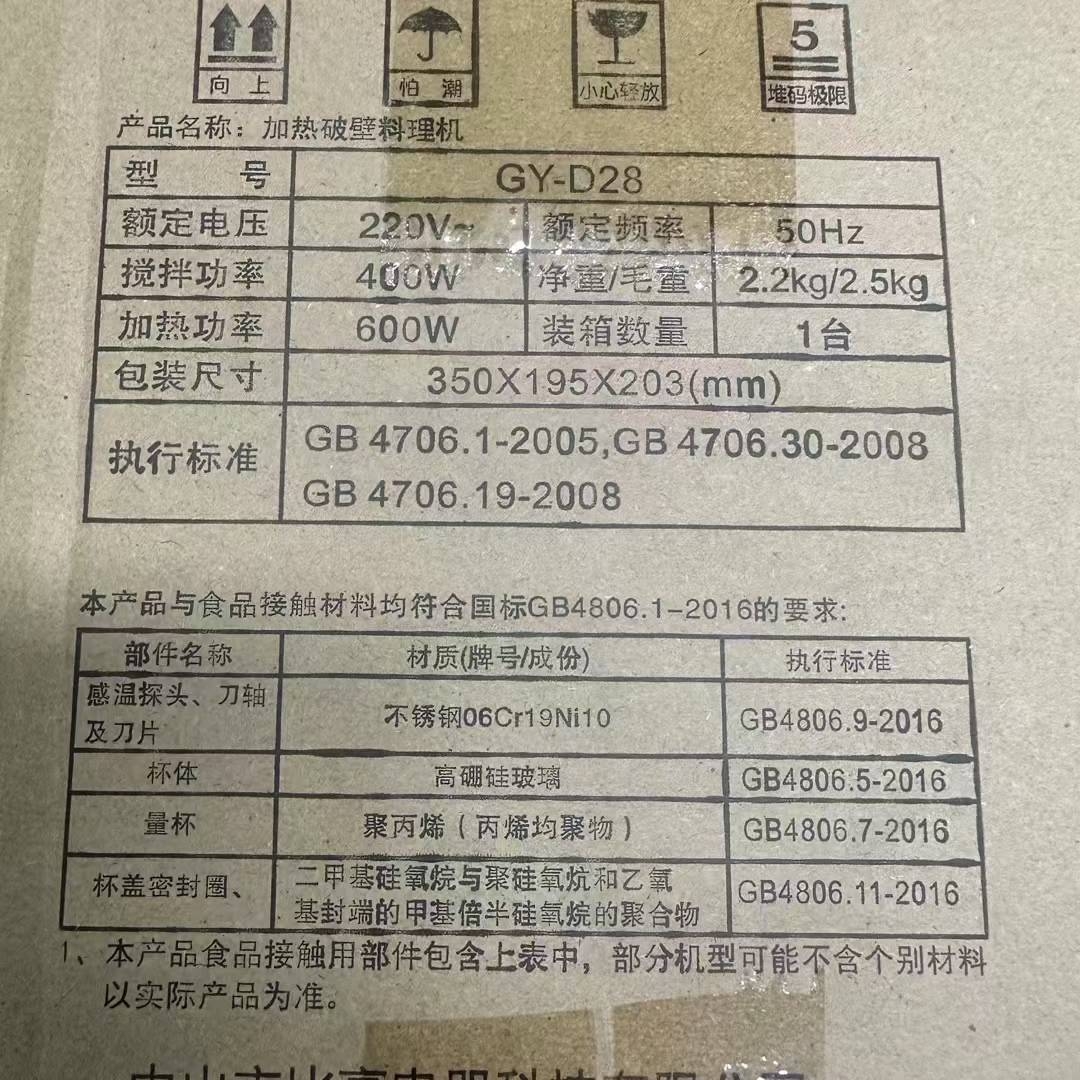 向上 怕潮 小心轻放 5 堆码极限
产品名称：加热破壁料理机
型 号 GY-D28
额定电压 220V~ 额定频率 50Hz
搅拌功率 400W 净重/毛重 2.2kg/2.5kg
加热功率 600W 装箱数量 1台
包装尺寸 350X195X203(mm)
执行标准 GB 4706.1-2005,GB 4706.30-2008
GB 4706.19-2008
本产品与食品接触材料均符合国标GB4806.1-2016的要求:
部件名称 材质(牌号/成份) 执行标准
感温探头、刀轴
及刀片 不锈钢06Cr19Ni10 GB4806.9-2016
杯体 高硼硅玻璃 GB4806.5-2016
量杯 聚丙烯（丙烯均聚物） GB4806.7-2016
杯盖密封圈、 二甲基硅氧烷与聚硅氧炕和乙氧
基封端的甲基倍半硅氧烷的聚合物 GB4806.11-2016
1、本产品食品接触用部件包含上表中，部分机型可能不含个别材料
以实际产品为准。